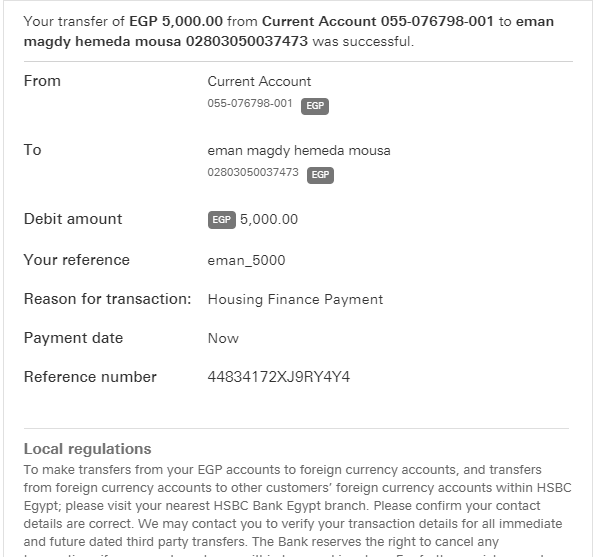 Your transfer of EGP 5,000.00 from Current Account 055-076798-001 to eman
magdy hemeda mousa 02803050037473 was successful.
From Current Account
055-076798-001 EGP
To eman magdy hemeda mousa
02803050037473 EGP
Debit amount EGP 5,000.00
Your reference eman_5000
Reason for transaction: Housing Finance Payment
Payment date Now
Reference number 44834172XJ9RY4Y4
Local regulations
To make transfers from your EGP accounts to foreign currency accounts, and transfers
from foreign currency accounts to other customers' foreign currency accounts within HSBC
Egypt; please visit your nearest HSBC Bank Egypt branch. Please confirm your contact
details are correct. We may contact you to verify your transaction details for all immediate
and future dated third party transfers. The Bank reserves the right to cancel any